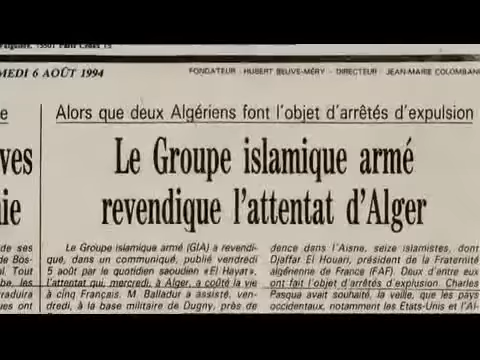 MEDI 6 AOÛT 1994
FONDATEUR : HUBERT BEUVE-MÉRY - DIRECTEUR : JEAN-MARIE COLOMBANI
Alors que deux Algériens font l'objet d'arrêtés d'expulsion
Le Groupe islamique armé
revendique l'attentat d'Alger
ves
nie
Le Groupe islamique armé (GIA) a revendi-
qué, dans un communiqué, publié vendredi
5 août par le quotidien saoudien «El Hayat»,
l'attentat qui, mercredi, à Alger, a coûté la vie
à cinq Français. M. Balladur a assisté, ven-
dredi, à la base militaire de Dugny, près de
dence dans l'Aisne, seize islamistes, dont
Djaffar El Houari, président de la Fraternité
algérienne de France (FAF). Deux d'entre eux
ont fait l'objet d'arrêtés d'expulsion. Charles
Pasqua avait souhaité, la veille, que les pays
occidentaux, notamment les Etats-Unis et l'Al-